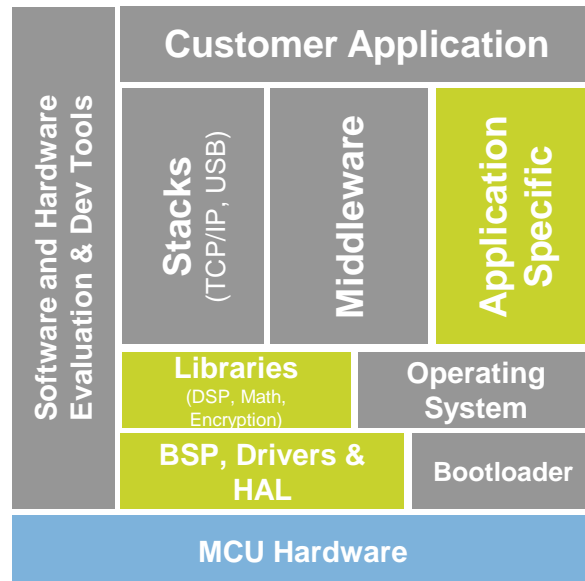 Customer Application
Software and Hardware
Evaluation & Dev Tools
Stacks
(TCP/IP, USB)
Middleware
Application
Specific
Libraries
(DSP, Math,
Encryption)
Operating
System
BSP, Drivers &
HAL
Bootloader
MCU Hardware